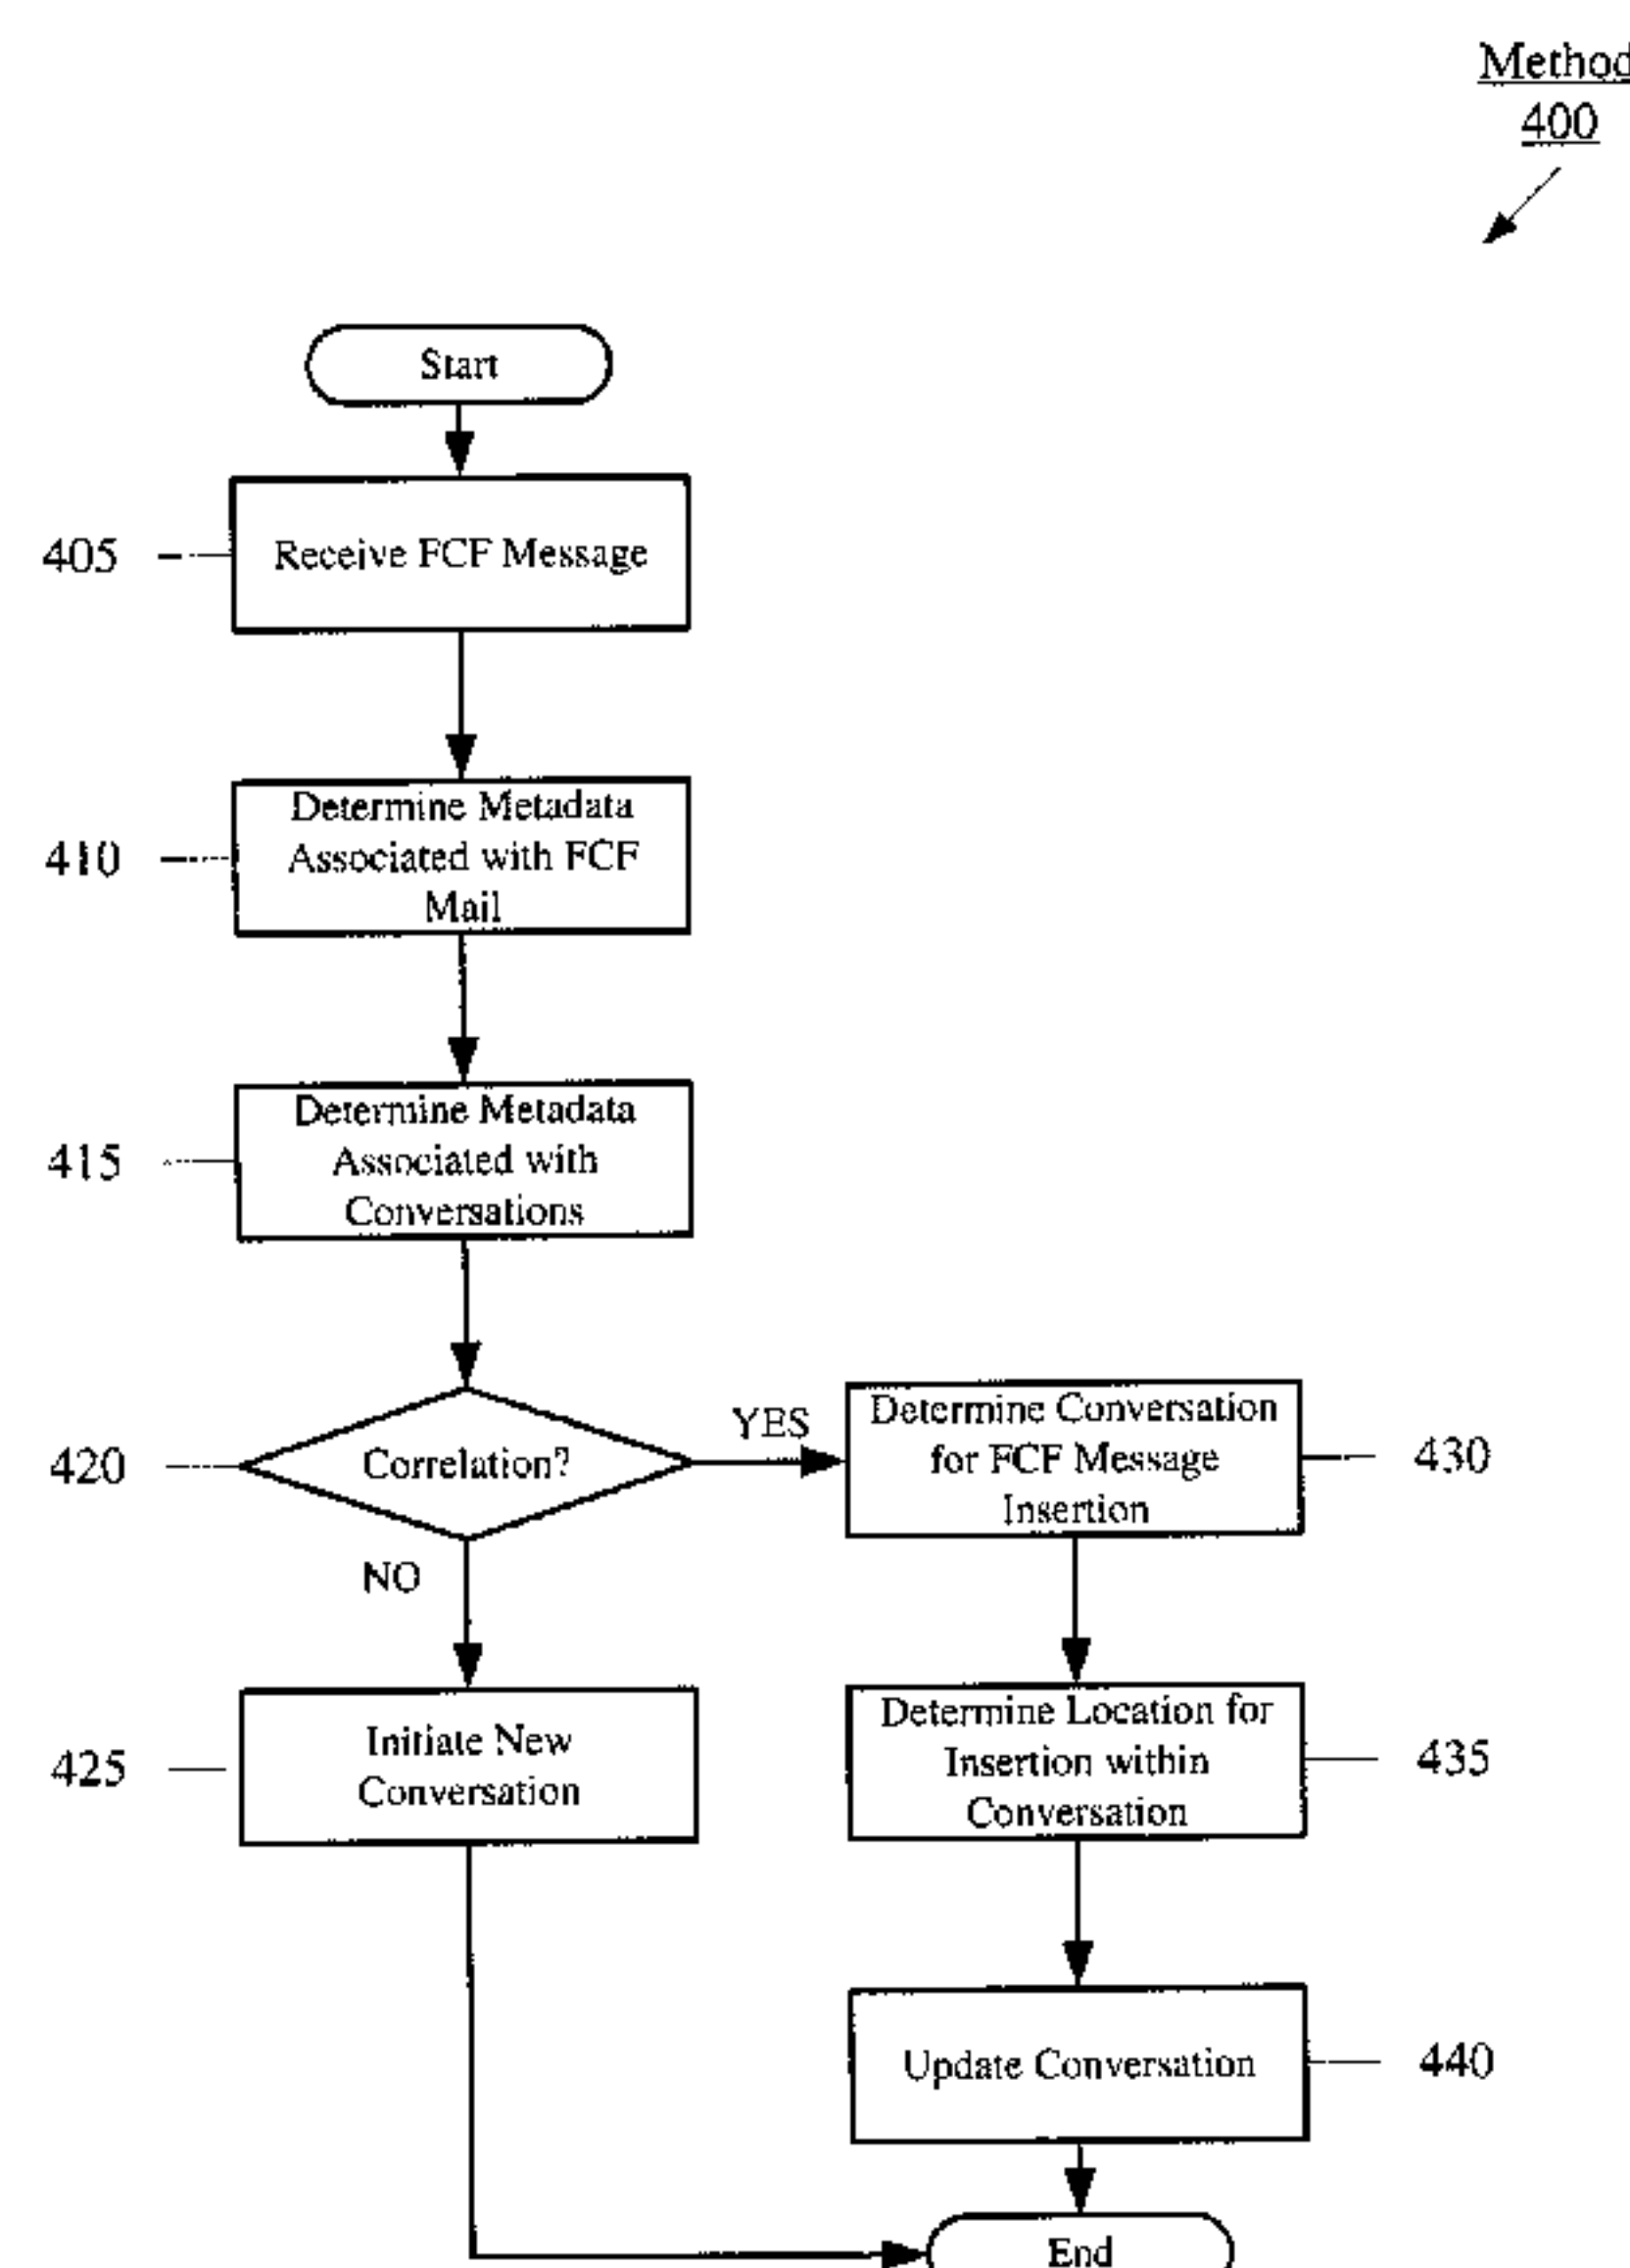 Method
400
Start
405
Receive FCF Message
410
Determine Metadata
Associated with FCF
Mail
415
Determine Metadata
Associated with
Conversations
420
Correlation?
YES
NO
Determine Conversation
for FCF Message
Insertion
430
425
Initiate New
Conversation
Determine Location for
Insertion within
Conversation
435
Update Conversation
440
End